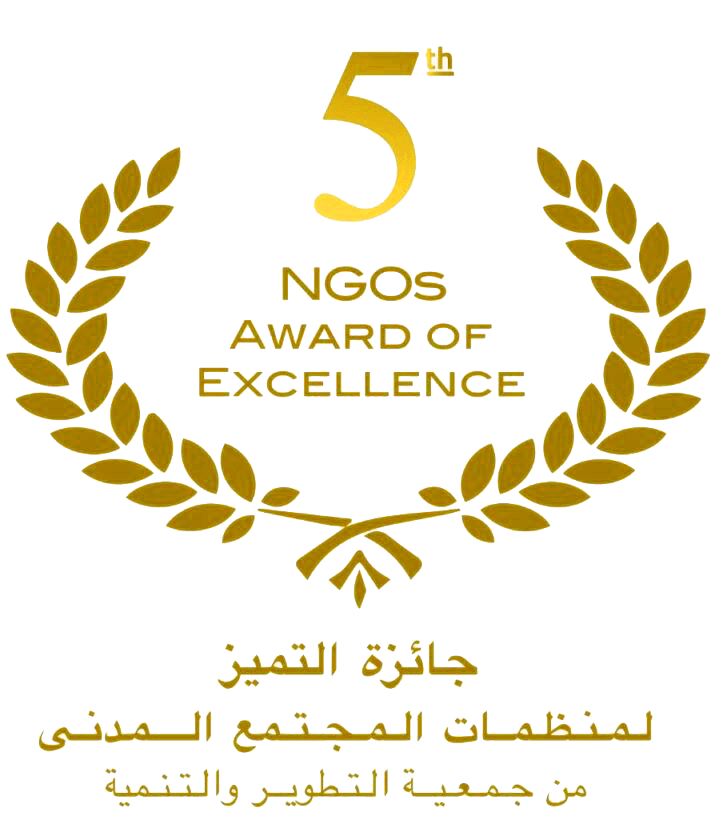 5th
NGOs
AWARD OF
EXCELLENCE
جائزة التميز
لمنظمات المجتمع المدنى
من جمعية التطوير والتنمية